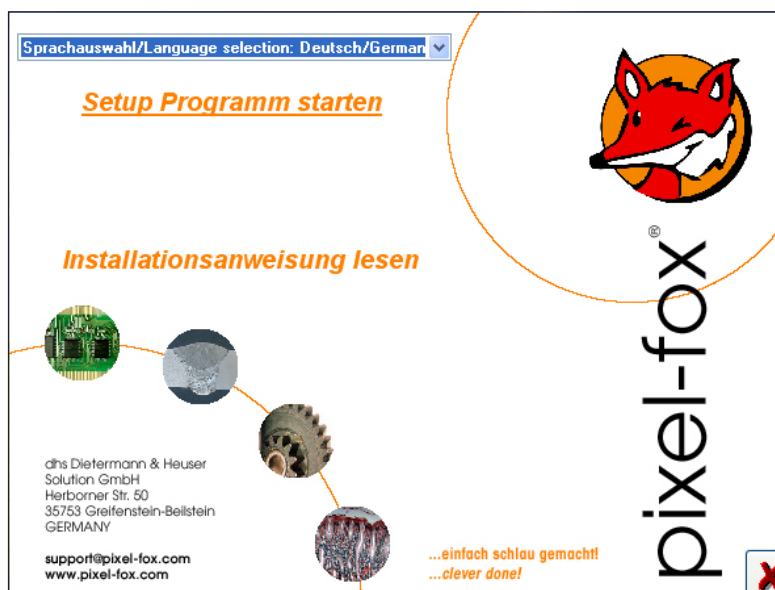 Sprachauswahl/Language selection: Deutsch/German
Setup Programm starten
Installationsanweisung lesen
pixel-fox®
dhs Dietermann & Heuser
Solution GmbH
Herborner Str. 50
35753 Greifenstein-Beilstein
GERMANY
support@pixel-fox.com
www.pixel-fox.com
...einfach schlau gemacht!
...clever done!